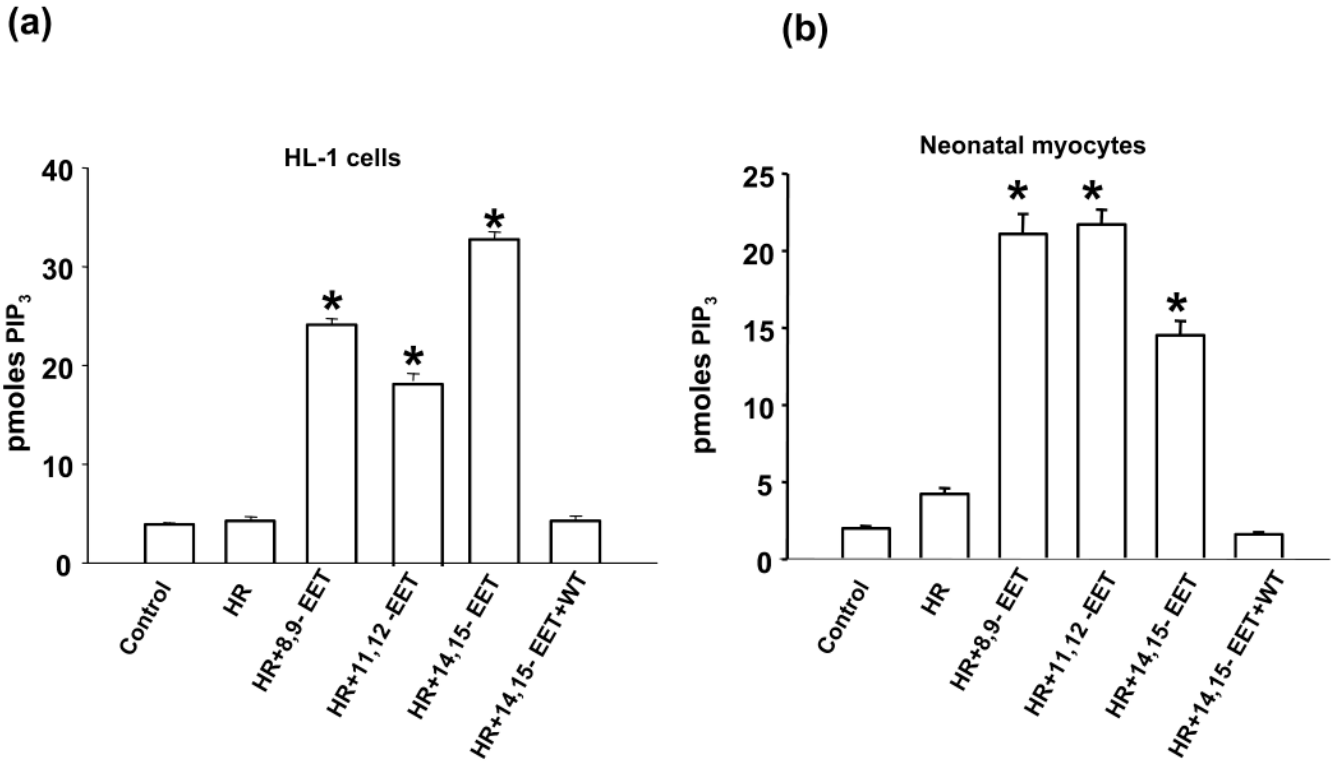 (a)
HL-1 cells
pmoles PIP3
40
30
20
10
0
*
*
*
Control
HR
HR+8,9- EET
HR+11,12 -EET
HR+14,15- EET
HR+14,15- EET+WT
(b)
Neonatal myocytes
pmoles PIP3
25
20
15
10
5
0
*
*
*
Control
HR
HR+8,9- EET
HR+11,12 -EET
HR+14,15- EET
HR+14,15- EET+WT